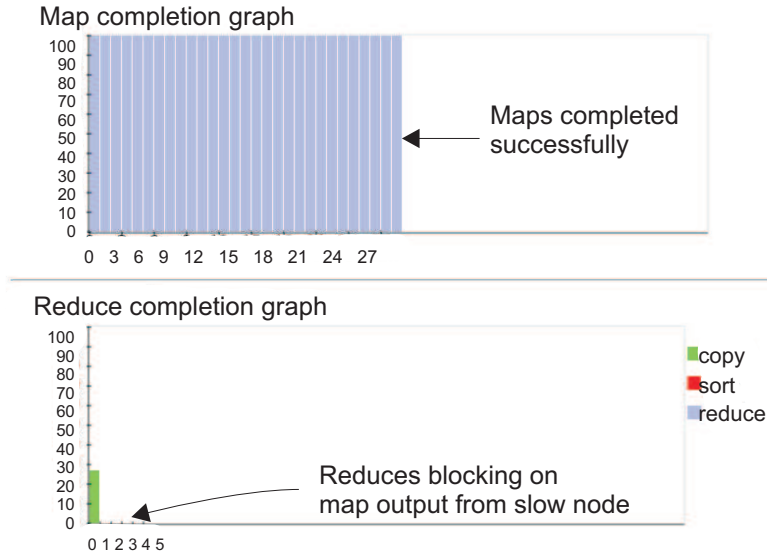 Map completion graph
100
90
80
70
60
50
40
30
20
10
0
Maps completed
successfully
0 3 6 9 12 15 18 21 24 27
Reduce completion graph
100
90
80
70
60
50
40
30
20
10
0
copy
sort
reduce
Reduces blocking on
map output from slow node
0 1 2 3 4 5